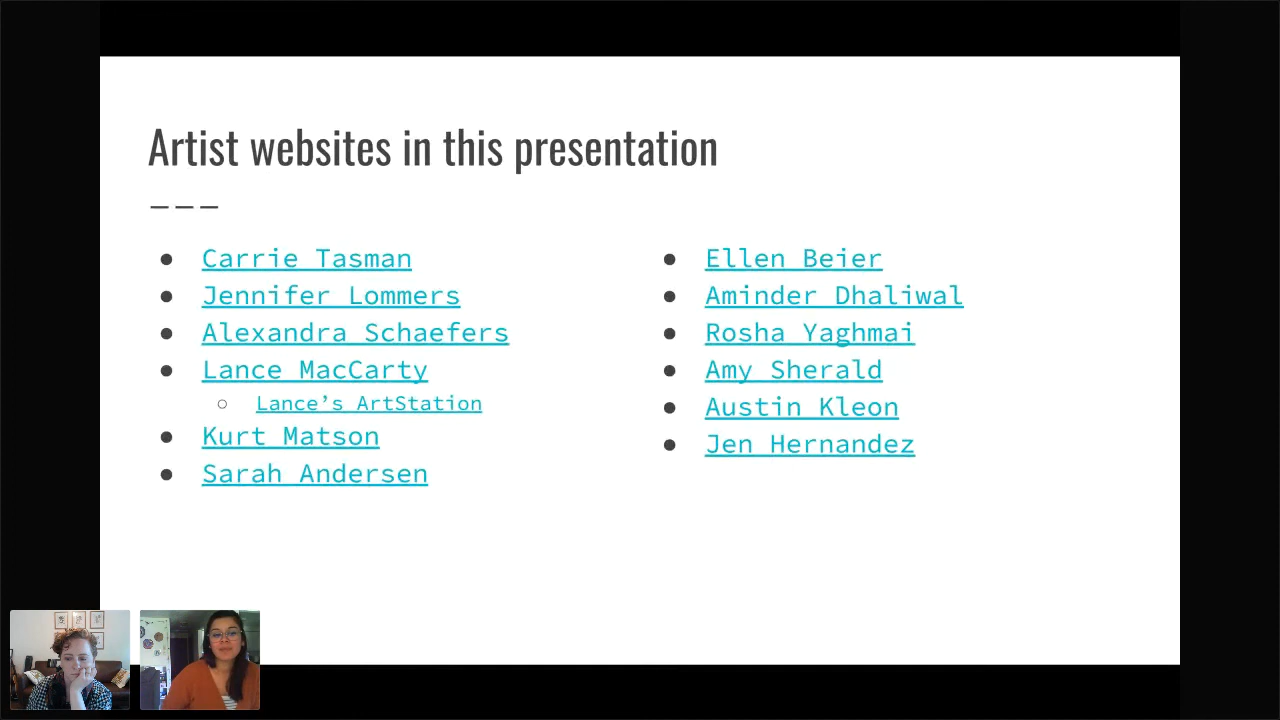 Artist websites in this presentation
Carrie Tasman
Jennifer Lommers
Alexandra Schaefers
Lance MacCarty
Lance’s ArtStation
Kurt Matson
Sarah Andersen
Ellen Beier
Aminder Dhaliwal
Rosha Yaghmai
Amy Sherald
Austin Kleon
Jen Hernandez